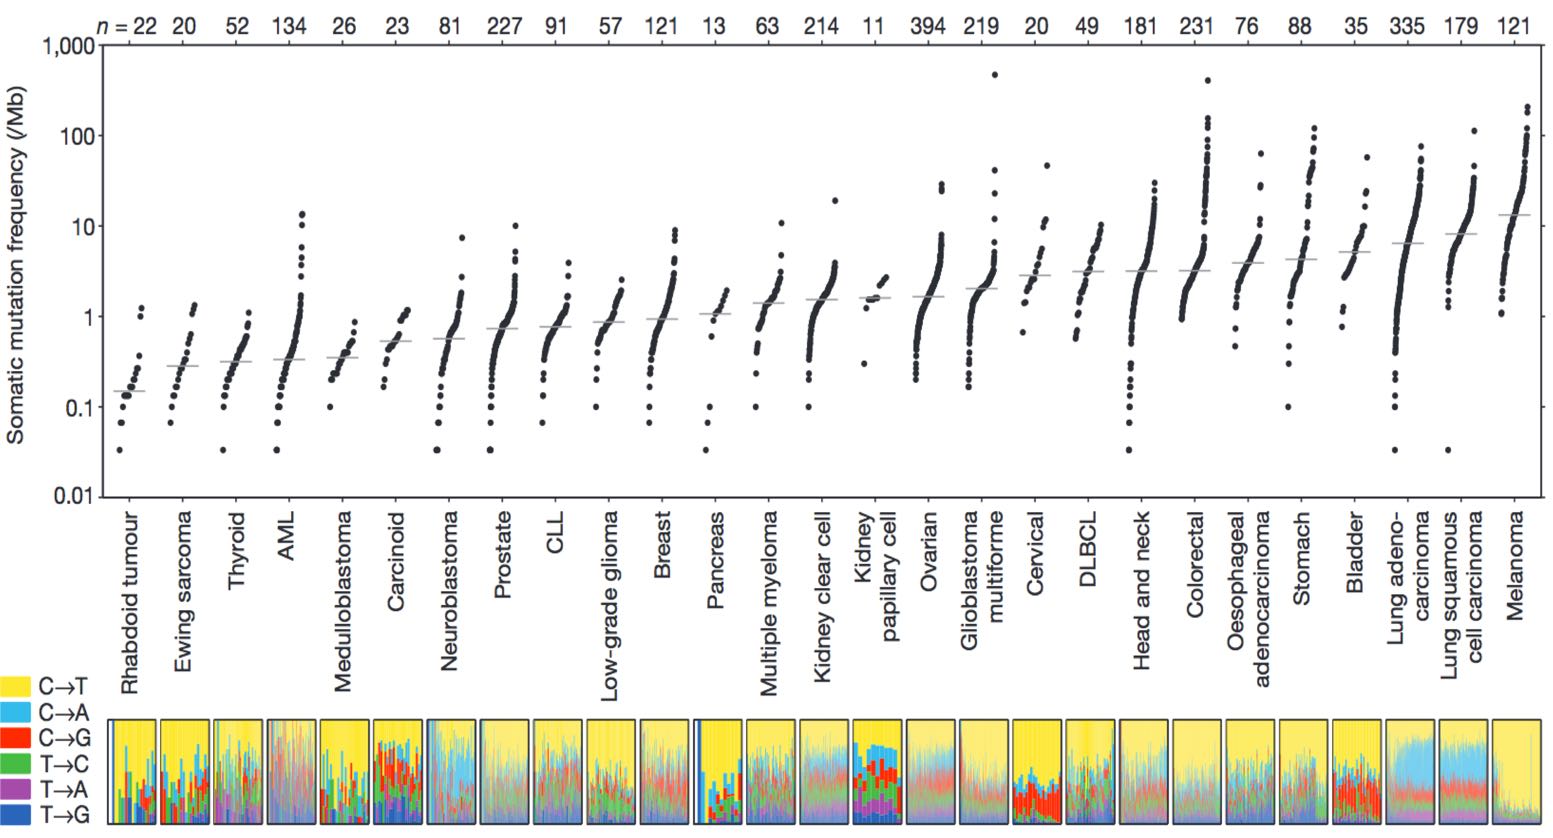 n = 22 20 52 134 26 23 81 227 91 57 121 13 63 214 11 394 219 20 49 181 231 76 88 35 335 179 121
Somatic mutation frequency (/Mb)
1,000
100
10
1
0.1
0.01
Rhabdoid tumour
Ewing sarcoma
Thyroid
AML
Medulloblastoma
Carcinoid
Neuroblastoma
Prostate
CLL
Low-grade glioma
Breast
Pancreas
Multiple myeloma
Kidney clear cell
Kidney
papillary cell
Ovarian
Glioblastoma
multiforme
Cervical
DLBCL
Head and neck
Colorectal
Oesophageal
adenocarcinoma
Stomach
Bladder
Lung adeno-
carcinoma
Lung squamous
cell carcinoma
Melanoma
C→T
C→A
C→G
T→C
T→A
T→G